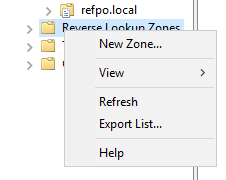 refpo.local
Reverse Lookup Zones
T
New Zone...
View
Refresh
Export List...
Help